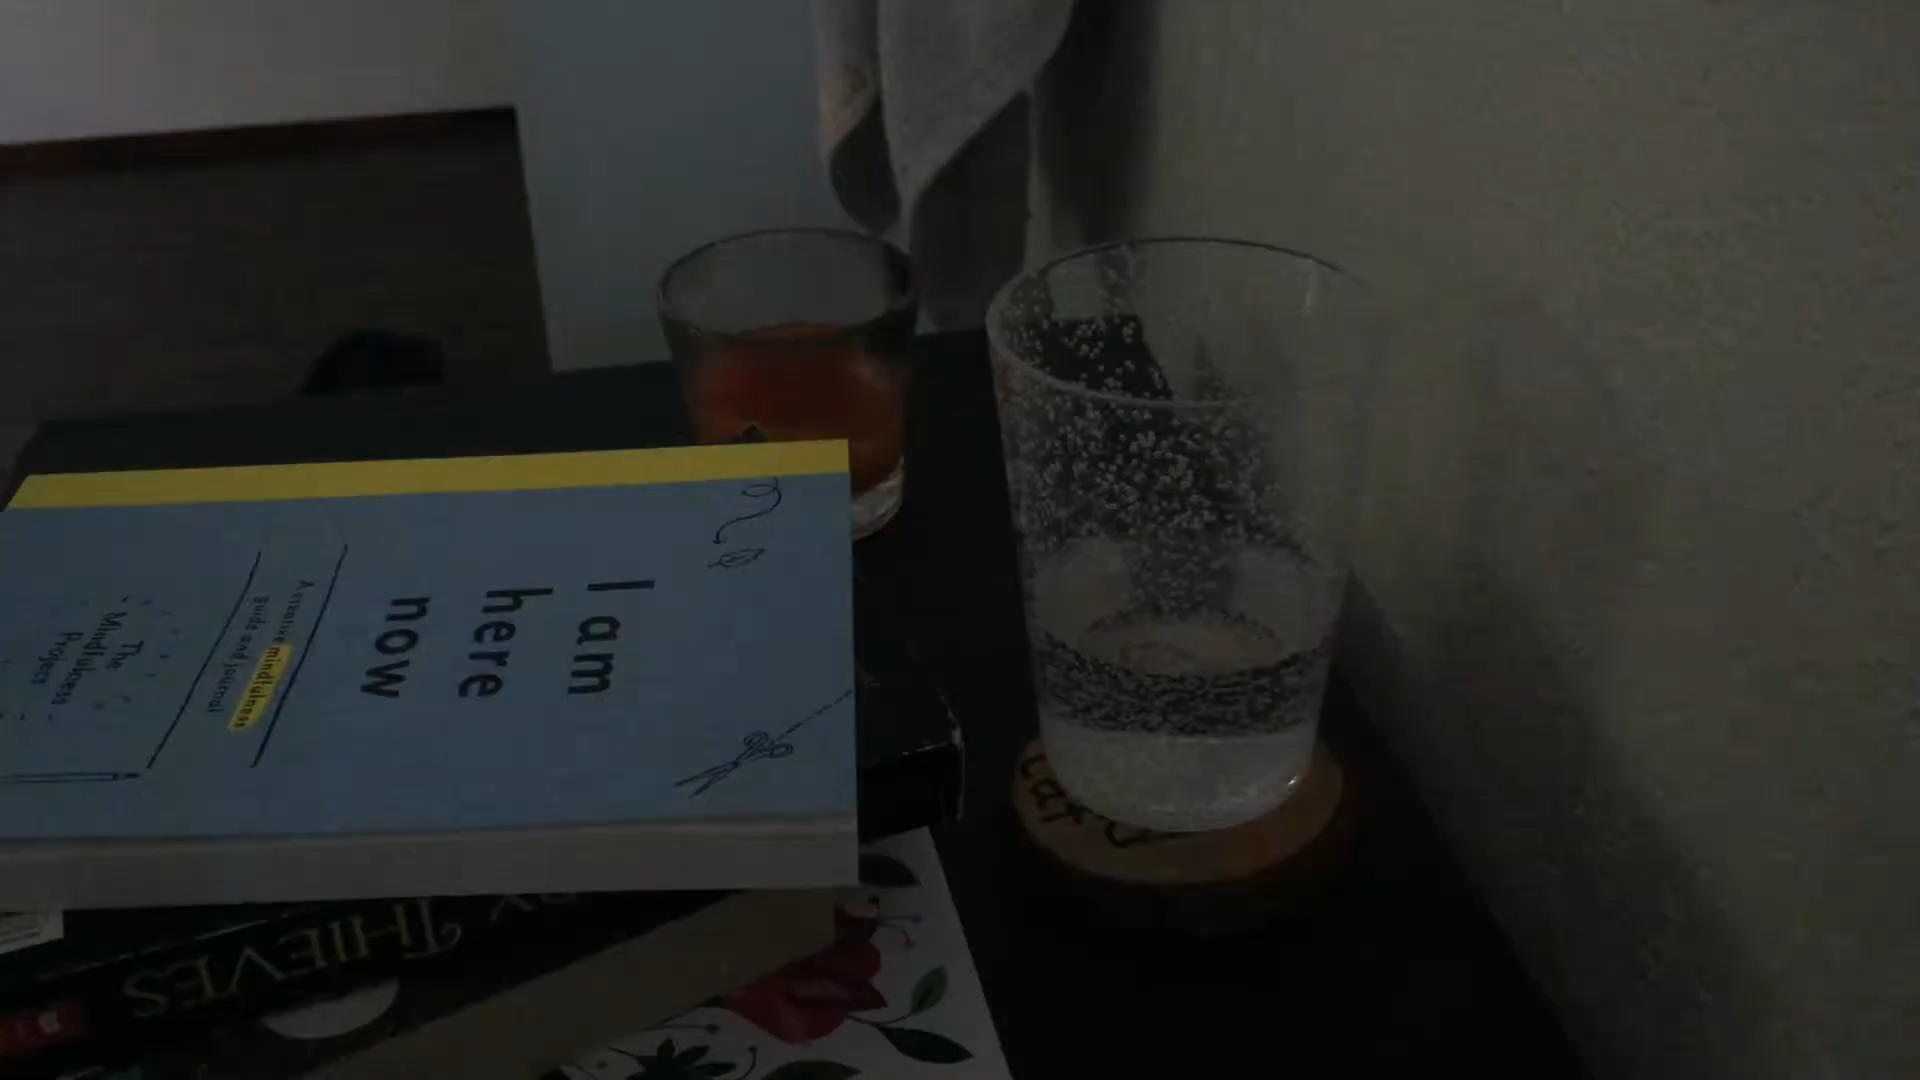 I am
here
now
A creative mindfulness
guide and journal
The
Mindfulness
Project
THIEVES